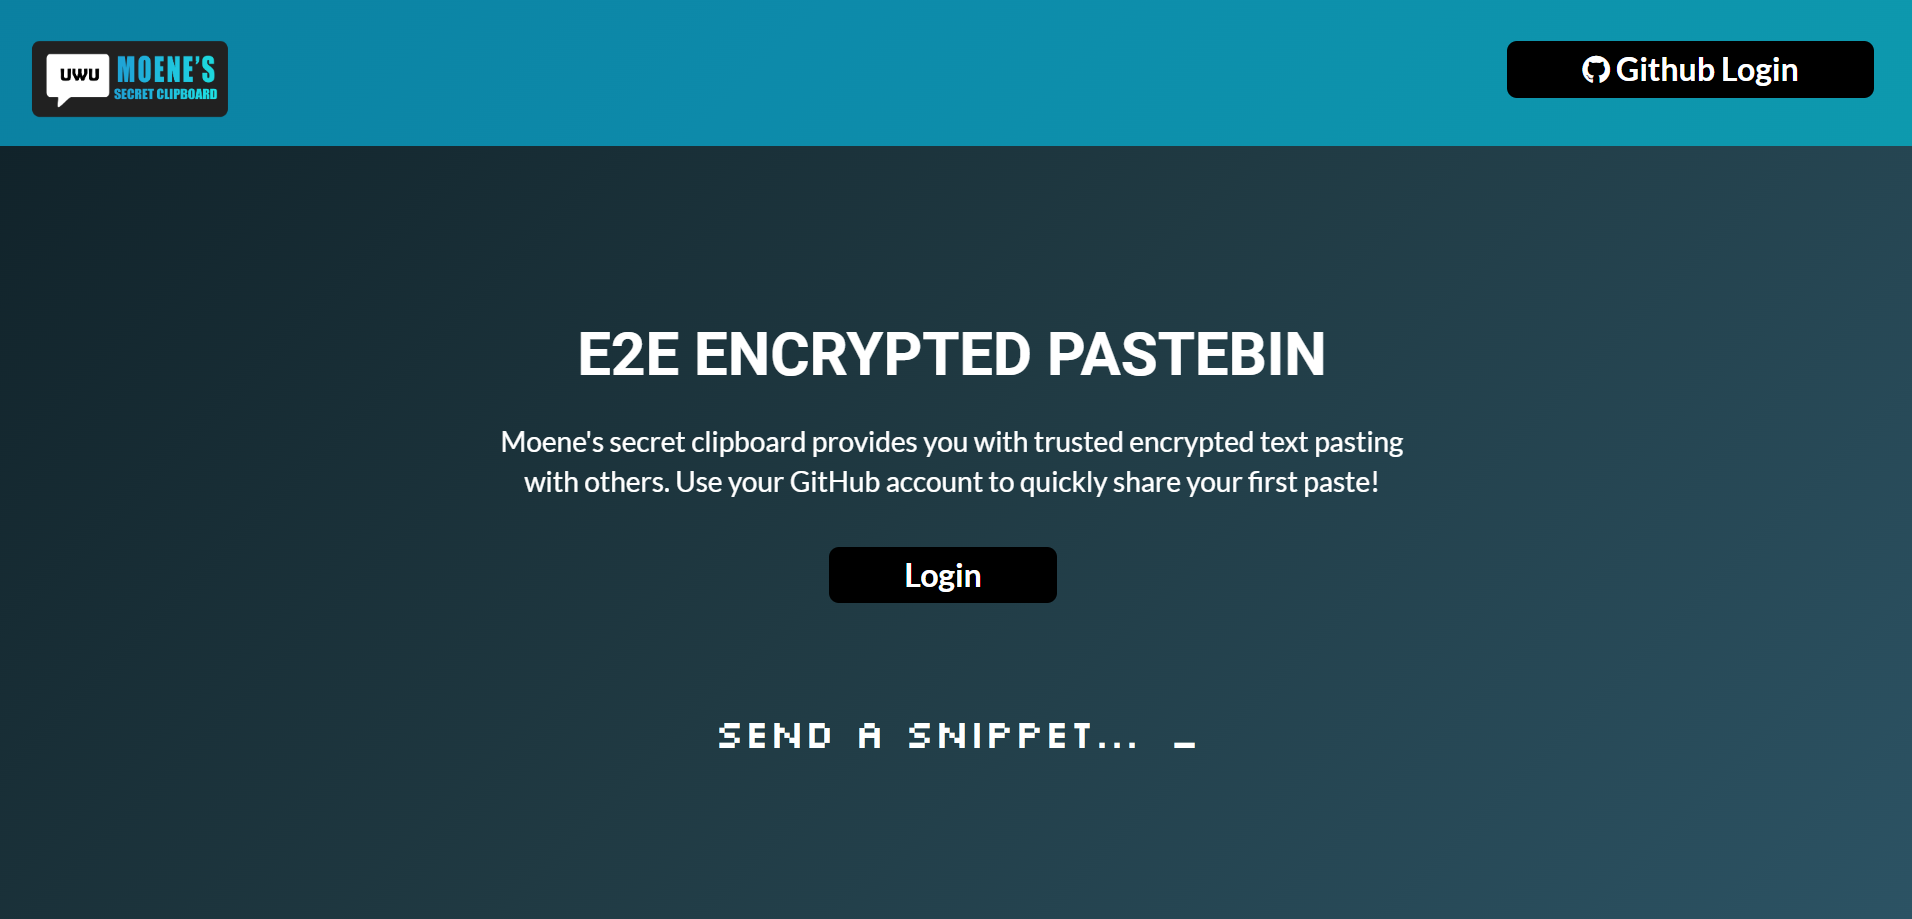 UWU
MOENE'S
SECRET CLIPBOARD
Github Login
E2E ENCRYPTED PASTEBIN
Moene's secret clipboard provides you with trusted encrypted text pasting
with others. Use your GitHub account to quickly share your first paste!
Login
SEND A SNIPPET... _